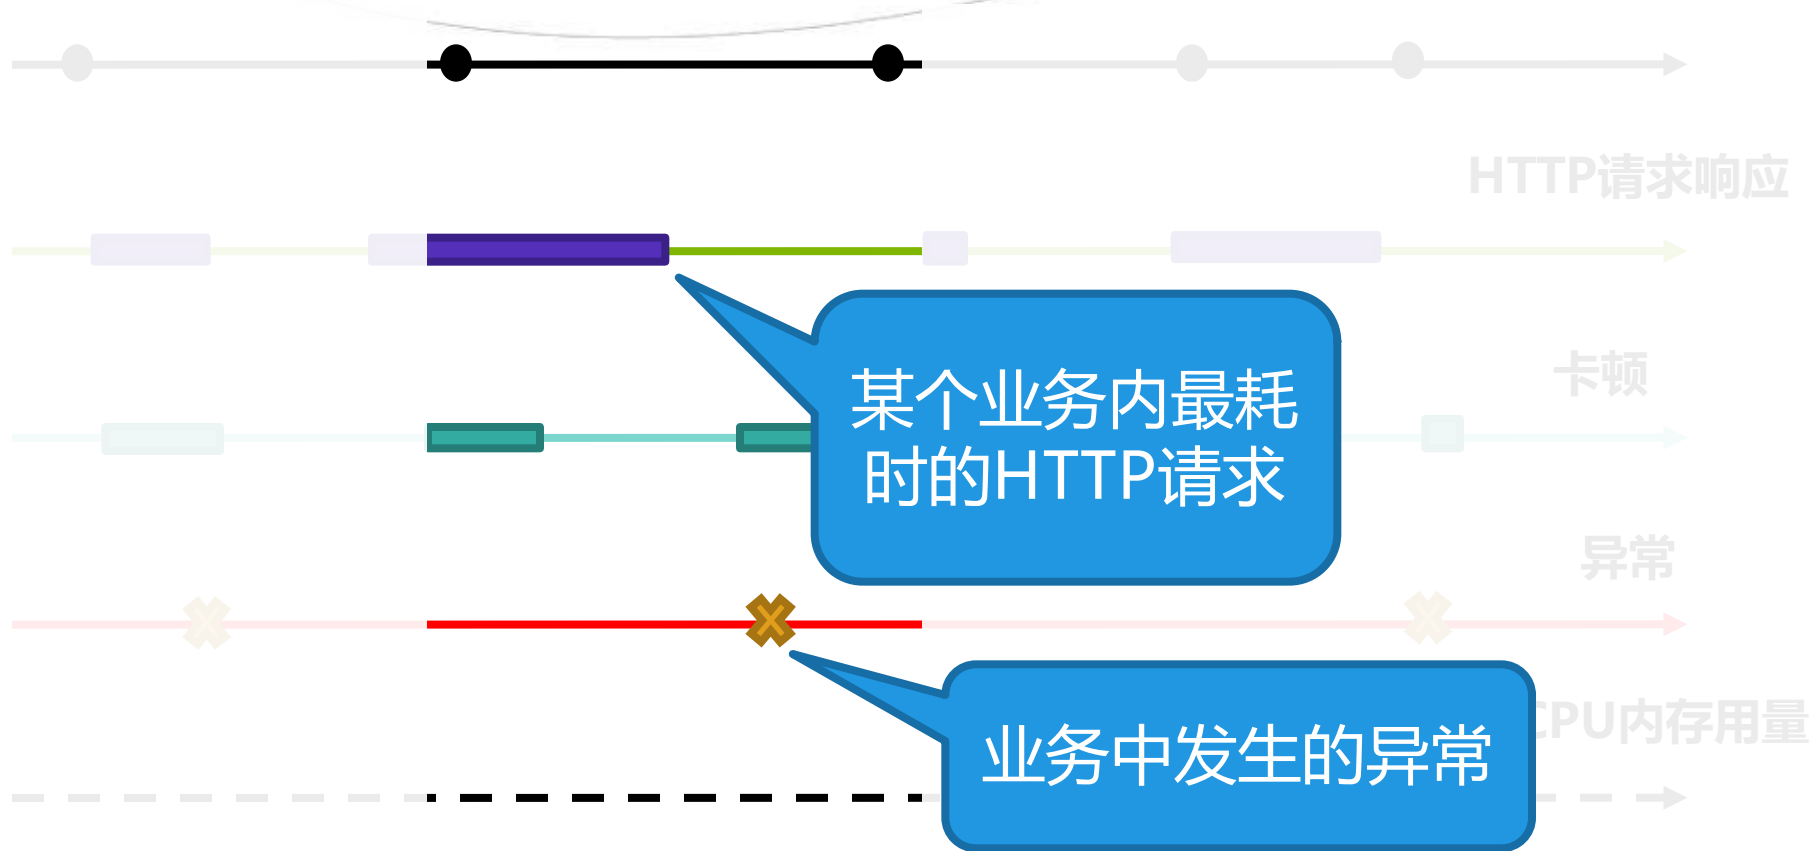 HTTP请求响应
卡顿
某个业务内最耗
时的HTTP请求
异常
CPU内存用量
业务中发生的异常